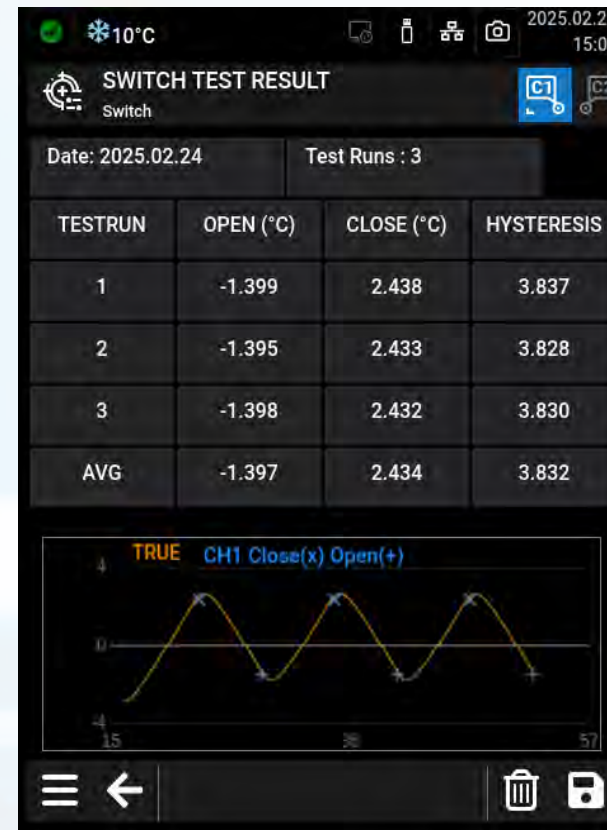 10°C
2025.02.2
15:0
SWITCH TEST RESULT
Switch
C1
Date: 2025.02.24 Test Runs : 3
TESTRUN OPEN (°C) CLOSE (°C) HYSTERESIS
1 -1.399 2.438 3.837
2 -1.395 2.433 3.828
3 -1.398 2.432 3.830
AVG -1.397 2.434 3.832
TRUE CH1 Close(x) Open(+)
4
0
-4
15 36 57